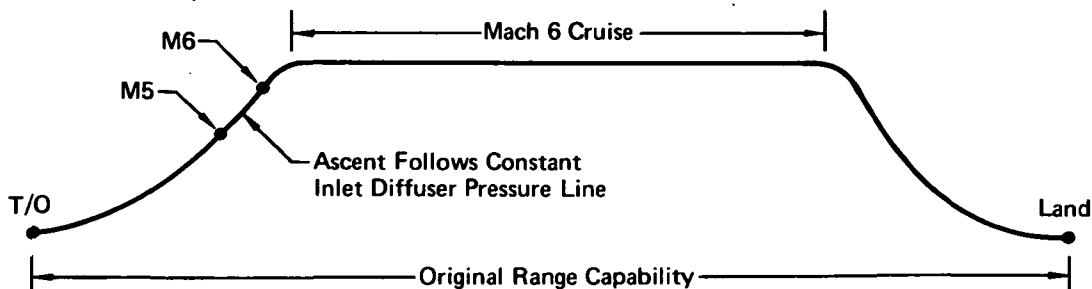 Mach 6 Cruise
M6
M5
Ascent Follows Constant
Inlet Diffuser Pressure Line
T/O
Land
Original Range Capability